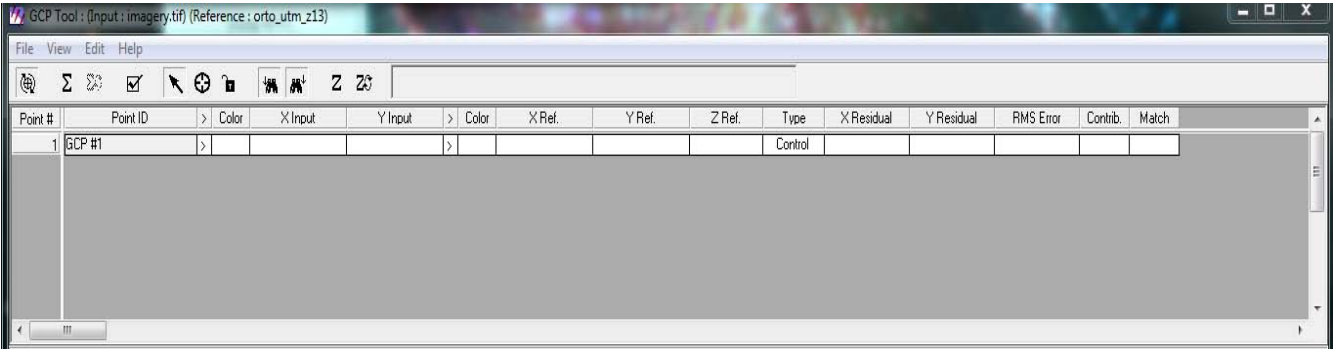 GCP Tool : (Input : imagery.tif) (Reference : orto_utm_z13)
File View Edit Help
Σ Z Z
Point # Point ID > Color X Input Y Input > Color X Ref. Y Ref. Z Ref. Type X Residual Y Residual RMS Error Contrib. Match
1 GCP #1 > > Control